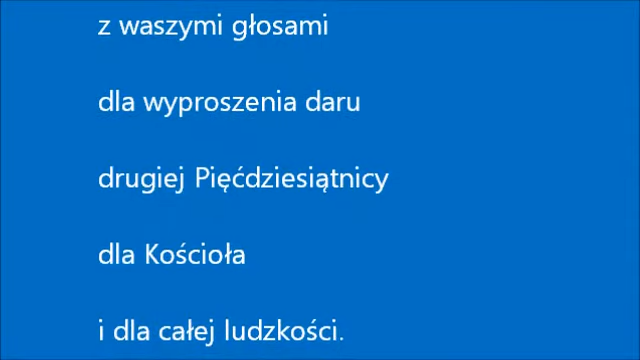 z waszymi głosami
dla wyproszenia daru
drugiej Pięćdziesiątnicy
dla Kościoła
i dla całej ludzkości.